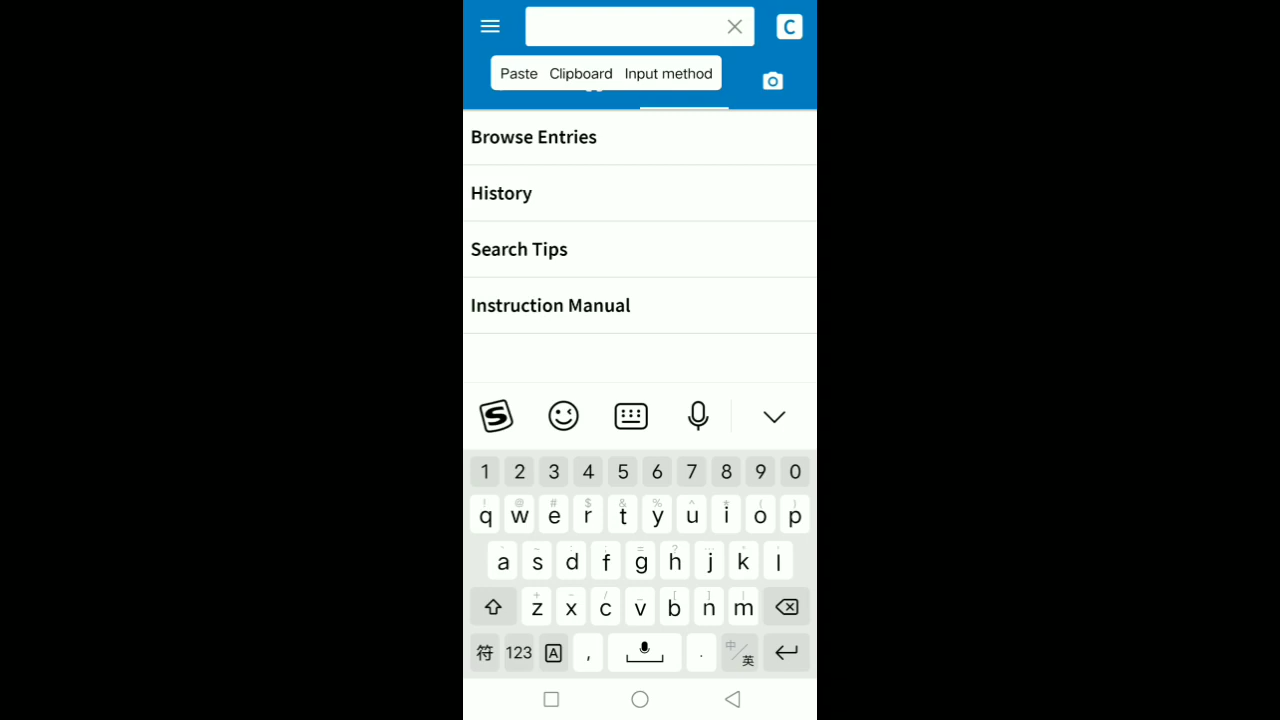 C
Paste Clipboard Input method
Browse Entries
History
Search Tips
Instruction Manual
S
1 2 3 4 5 6 7 8 9 0
! @ # $ & % ^ * ( )
q w e r t y u i o p
a s d f g h j k l
z x c v b n m
符 123 A , . 中/英